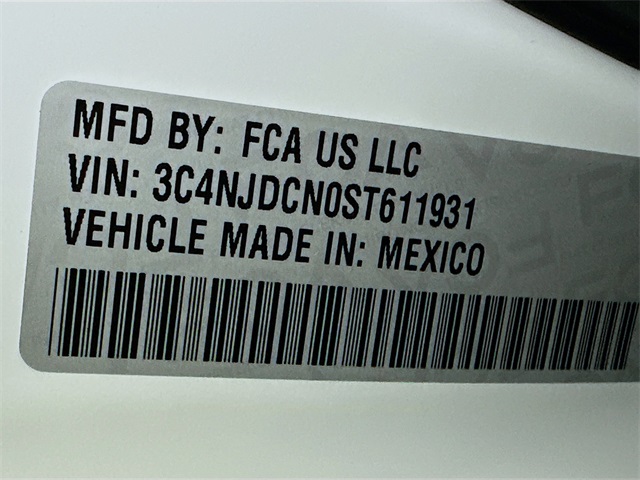 MFD BY: FCA US LLC
VIN: 3C4NJDCN0ST611931
VEHICLE MADE IN: MEXICO